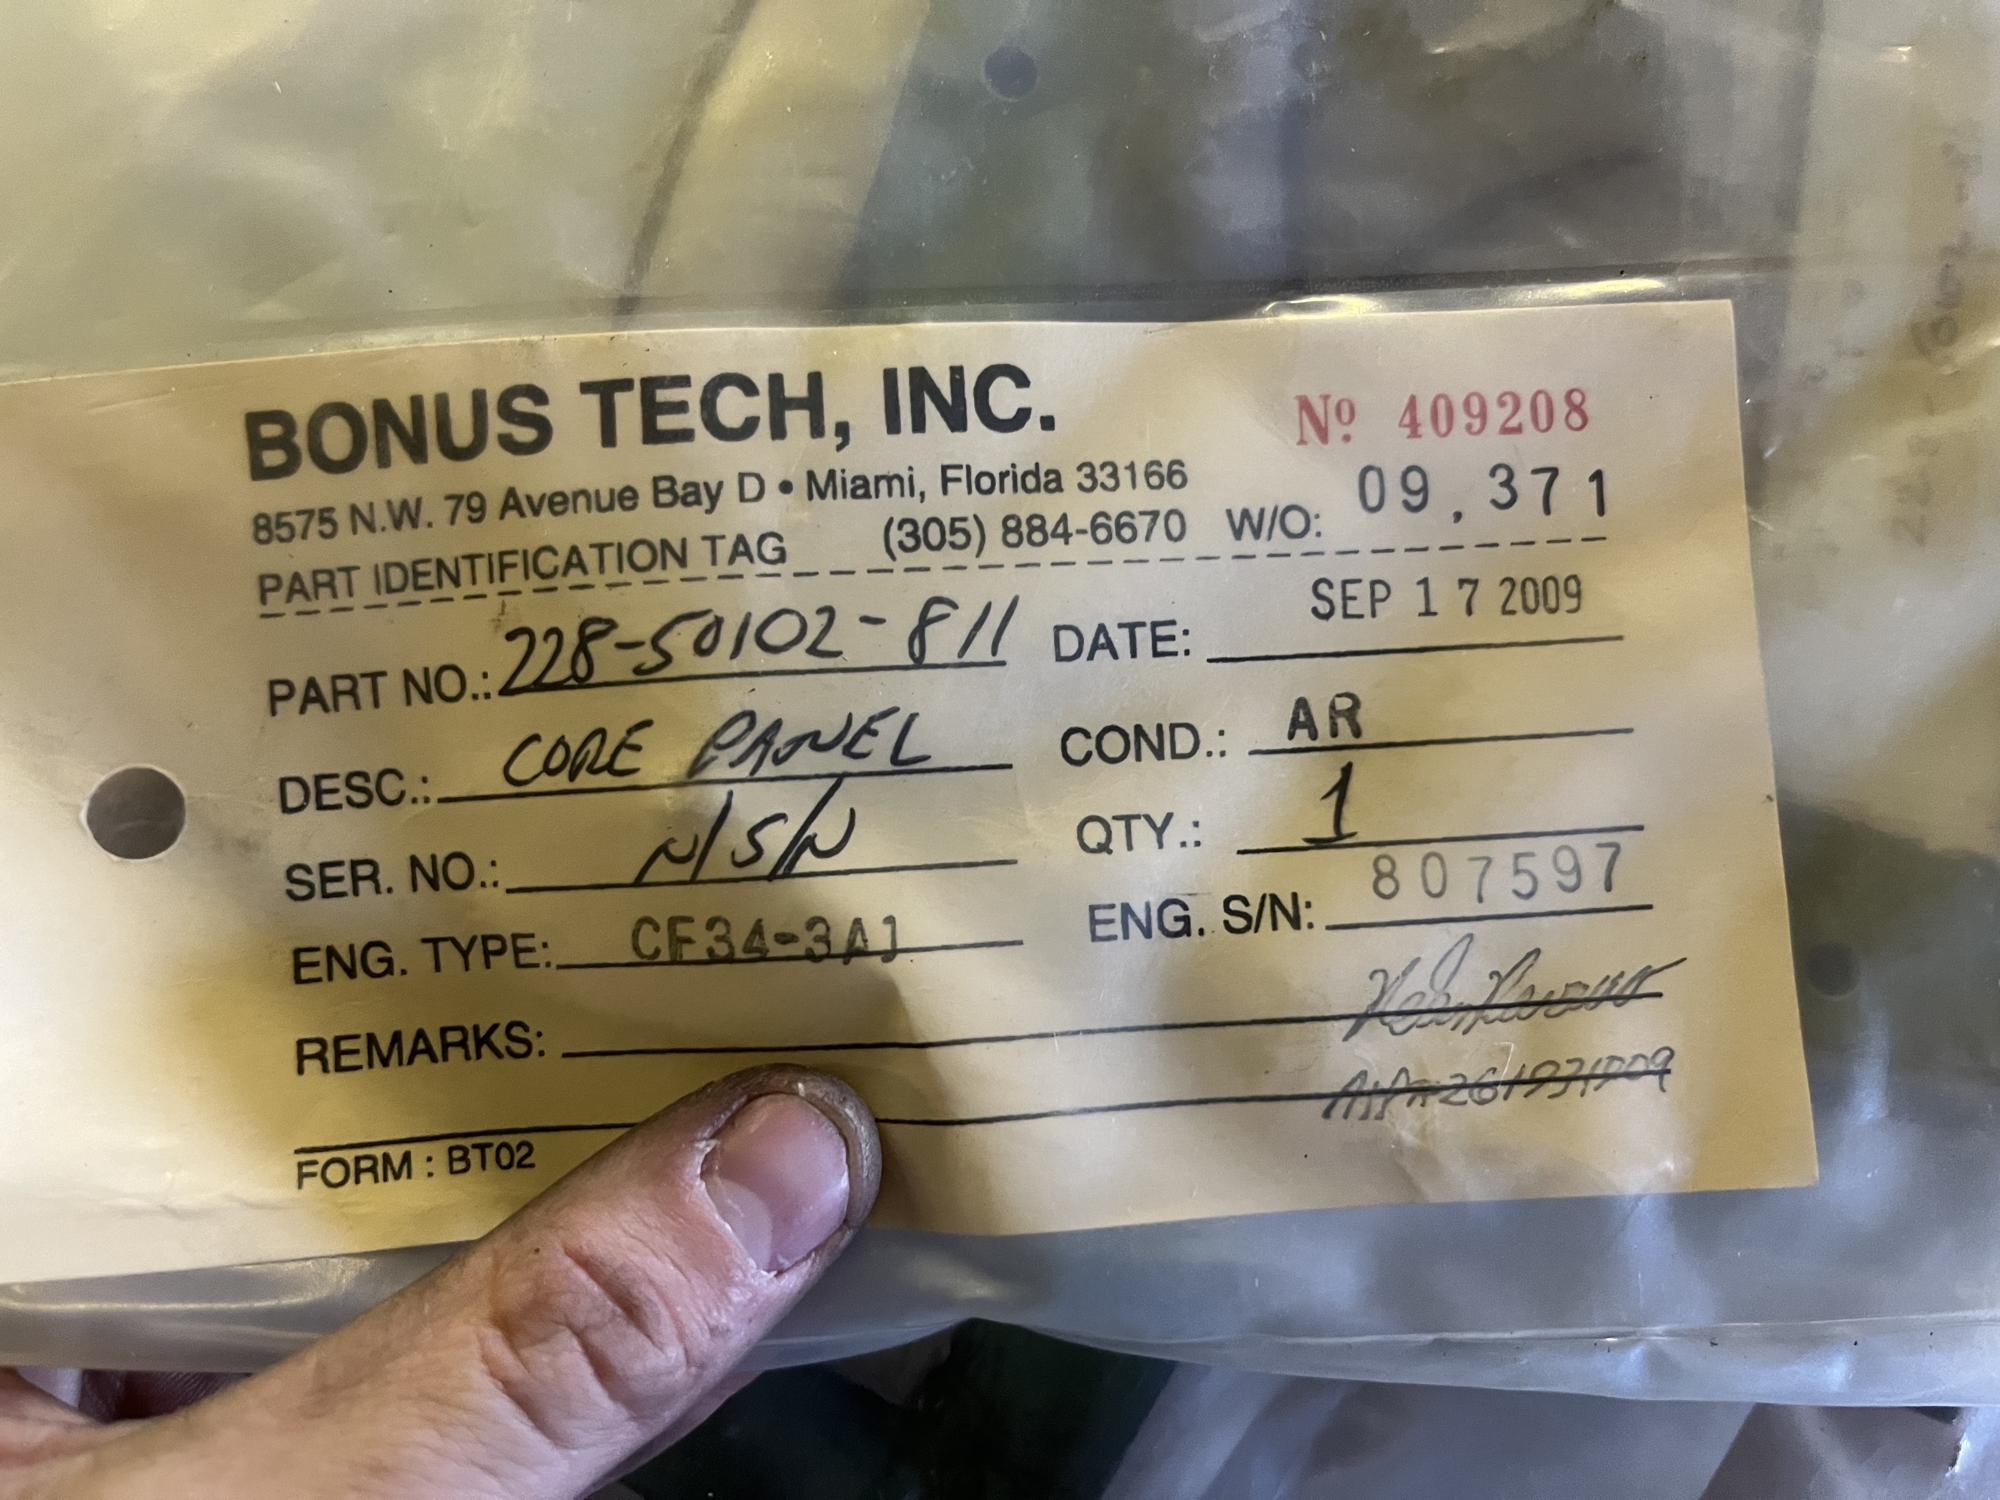 BONUS TECH, INC.
Nº 409208
8575 N.W. 79 Avenue Bay D • Miami, Florida 33166
PART IDENTIFICATION TAG (305) 884-6670 W/O: 09.371
PART NO.: 228-50102-811 DATE: SEP 17 2009
DESC.: CORE PANEL COND.: AR
SER. NO.: N/S/N QTY.: 1
ENG. TYPE: CF34-3A1 ENG. S/N: 807597
REMARKS:
FORM : BT02